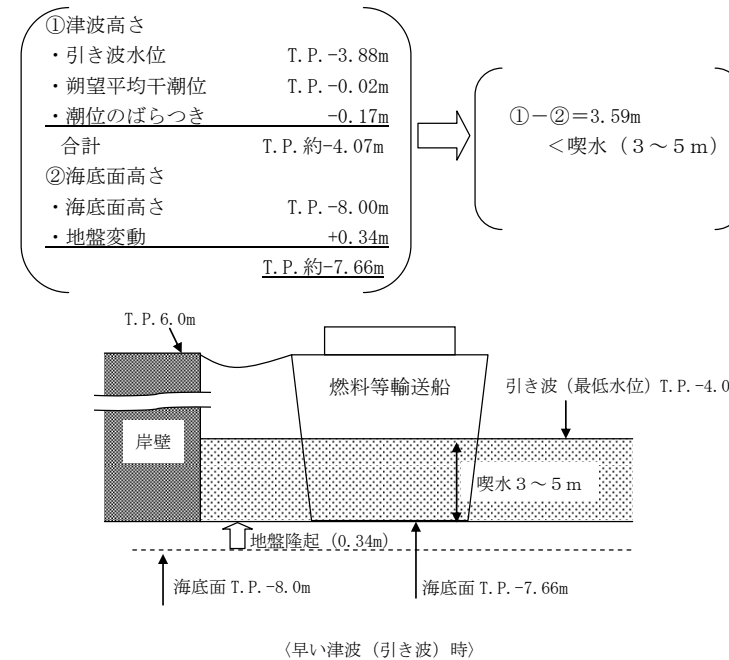 ①津波高さ
・引き波水位 T.P.-3.88m
・朔望平均干潮位 T.P.-0.02m
・潮位のばらつき -0.17m
合計 T.P.約-4.07m
②海底面高さ
・海底面高さ T.P.-8.00m
・地盤変動 +0.34m
T.P.約-7.66m
①-②=3.59m
<喫水(3~5m)
T.P.6.0m
燃料等輸送船
引き波(最低水位)T.P.-4.0
岸壁
喫水3~5m
地盤隆起(0.34m)
海底面 T.P.-8.0m
海底面 T.P.-7.66m
〈早い津波(引き波)時〉